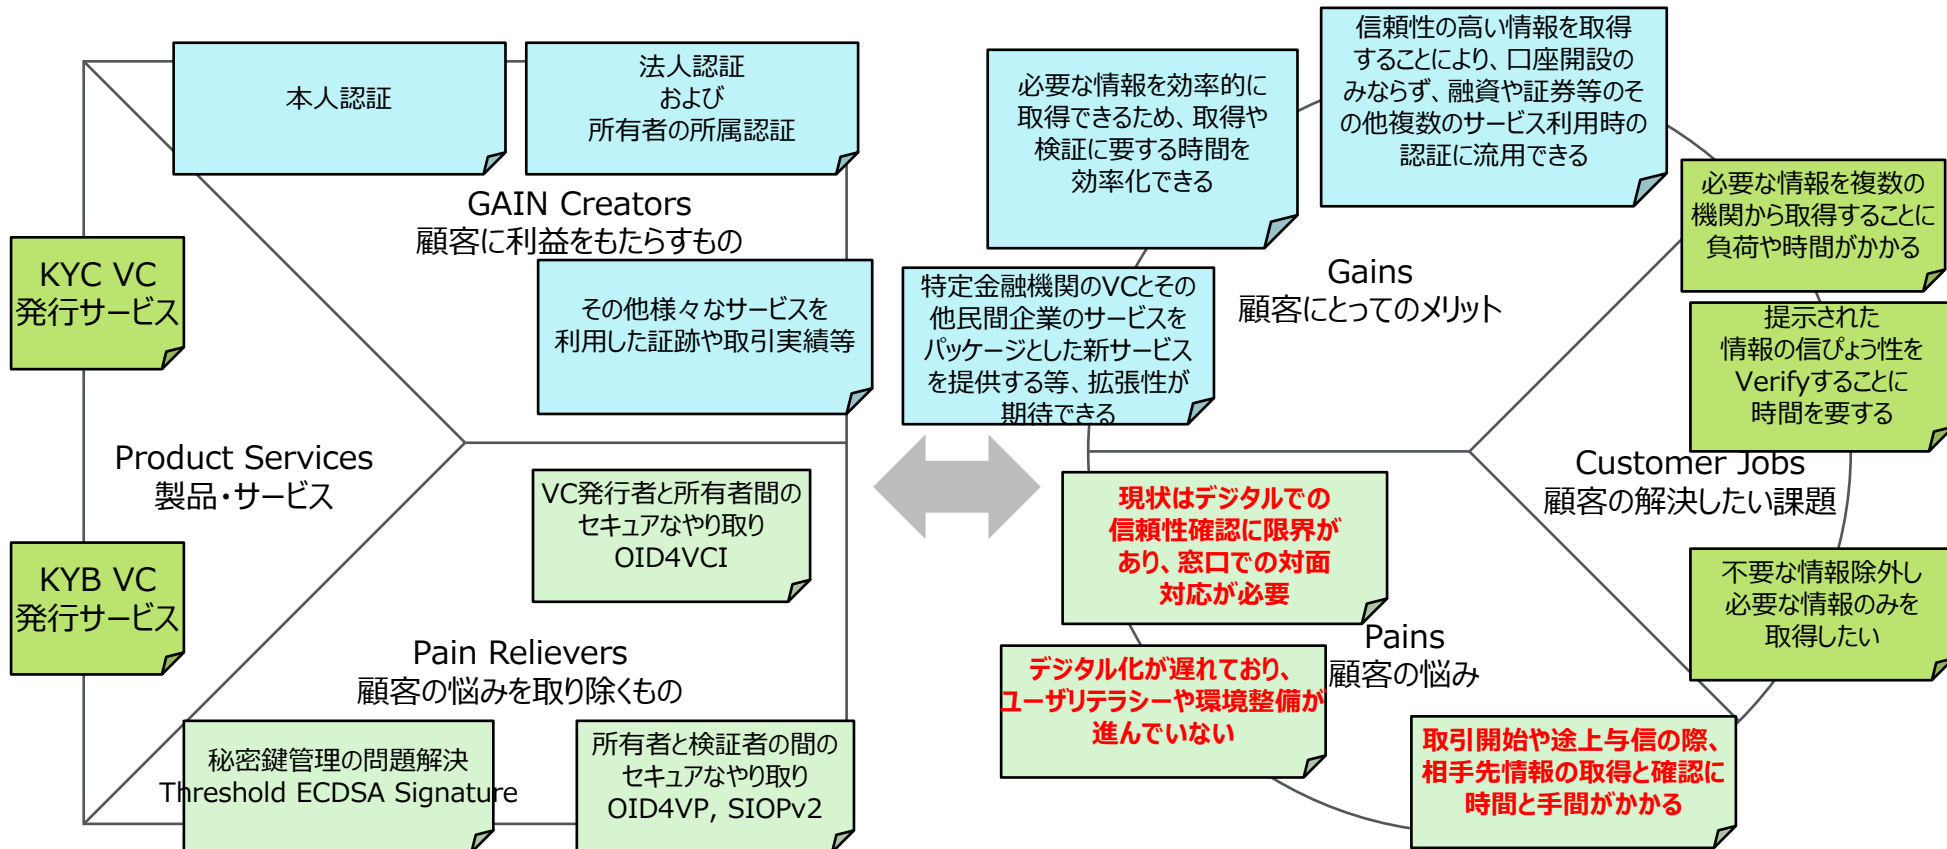 本人認証
法人認証
および
所有者の所属認証
GAIN Creators
顧客に利益をもたらすもの
その他様々なサービスを
利用した証跡や取引実績等
KYC VC
発行サービス
Product Services
製品・サービス
KYB VC
発行サービス
VC発行者と所有者間の
セキュアなやり取り
OID4VCI
Pain Relievers
顧客の悩みを取り除くもの
秘密鍵管理の問題解決
Threshold ECDSA Signature
所有者と検証者の間の
セキュアなやり取り
OID4VP, SIOPv2
必要な情報を効率的に
取得できるため、取得や
検証に要する時間を
効率化できる
信頼性の高い情報を取得
することにより、口座開設の
みならず、融資や証券等のそ
の他複数のサービス利用時の
認証に流用できる
特定金融機関のVCとその
他民間企業のサービスを
パッケージとした新サービス
を提供する等、拡張性が
期待できる
Gains
顧客にとってのメリット
必要な情報を複数の
機関から取得することに
負荷や時間がかかる
提示された
情報の信ぴょう性を
Verifyすることに
時間を要する
Customer Jobs
顧客の解決したい課題
不要な情報除外し
必要な情報のみを
取得したい
現状はデジタルでの
信頼性確認に限界が
あり、窓口での対面
対応が必要
Pains
顧客の悩み
デジタル化が遅れており、
ユーザリテラシーや環境整備が
進んでいない
取引開始や途上与信の際、
相手先情報の取得と確認に
時間と手間がかかる